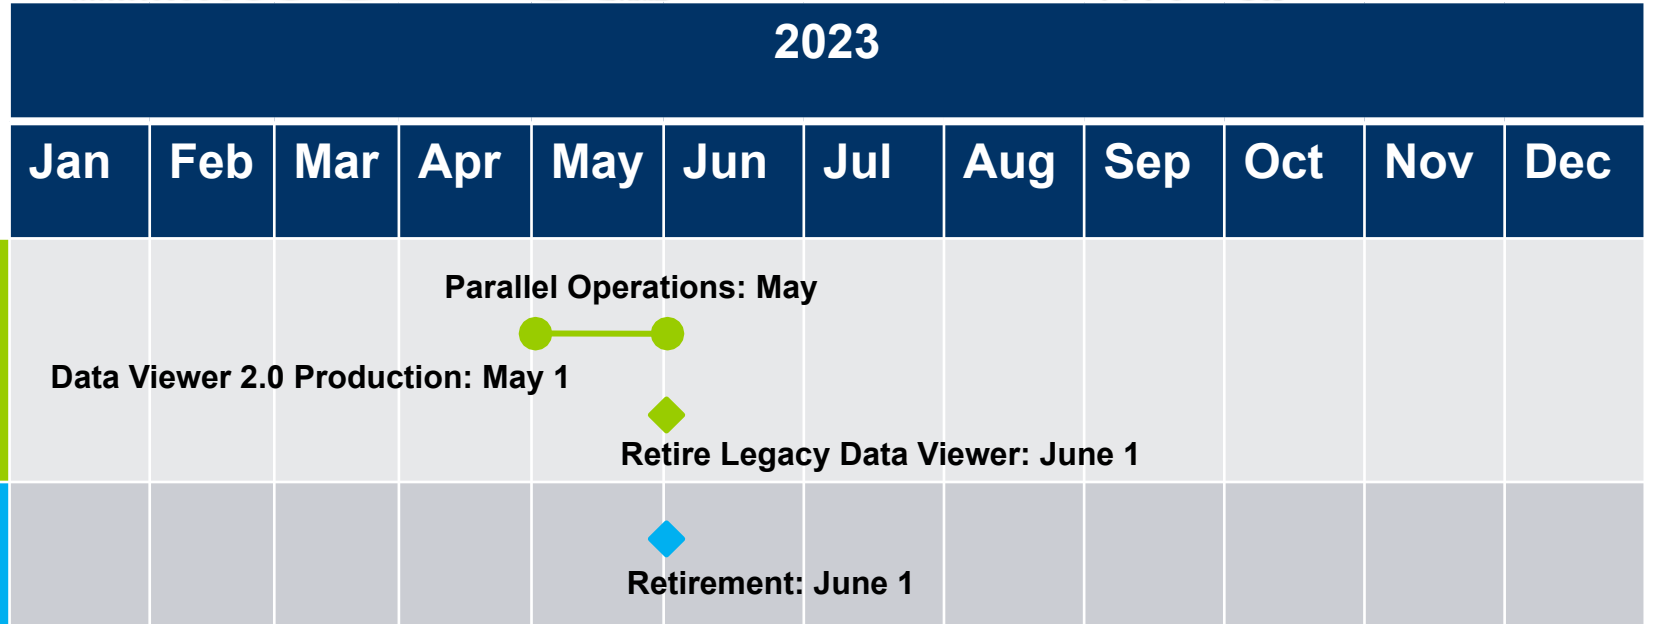 2023
Jan Feb Mar Apr May Jun Jul Aug Sep Oct Nov Dec
Parallel Operations: May
Data Viewer 2.0 Production: May 1
Retire Legacy Data Viewer: June 1
Retirement: June 1